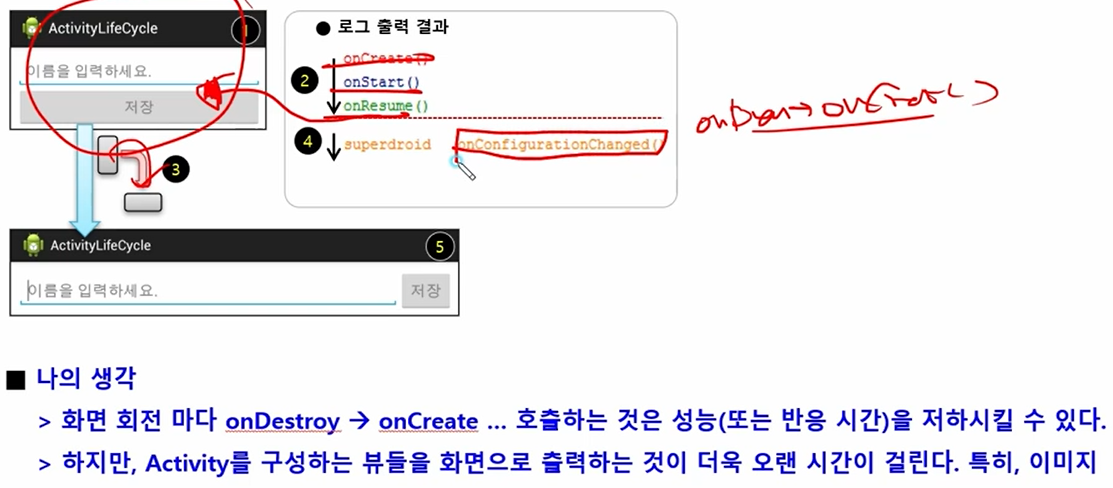 ActivityLifeCycle 1
이름을 입력하세요.
저장
3
● 로그 출력 결과
2 onCreate()
onStart()
onResume()
4 superdroid onConfigurationChanged()
ActivityLifeCycle 5
이름을 입력하세요. 저장
■ 나의 생각
> 화면 회전 마다 onDestroy → onCreate ... 호출하는 것은 성능(또는 반응 시간)을 저하시킬 수 있다.
> 하지만, Activity를 구성하는 뷰들을 화면으로 출력하는 것이 더욱 오랜 시간이 걸린다. 특히, 이미지